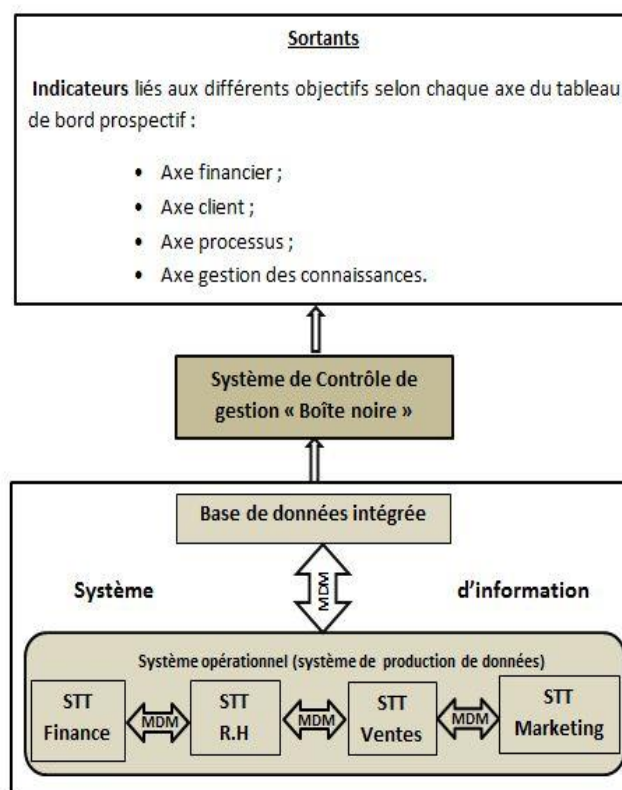 Sortants
Indicateurs liés aux différents objectifs selon chaque axe du tableau
de bord prospectif :
• Axe financier ;
• Axe client ;
• Axe processus ;
• Axe gestion des connaissances.
Système de Contrôle de
gestion « Boîte noire »
Base de données intégrée
MDM
Système d'information
Système opérationnel (système de production de données)
STT
Finance
MDM
STT
R.H
MDM
STT
Ventes
MDM
STT
Marketing